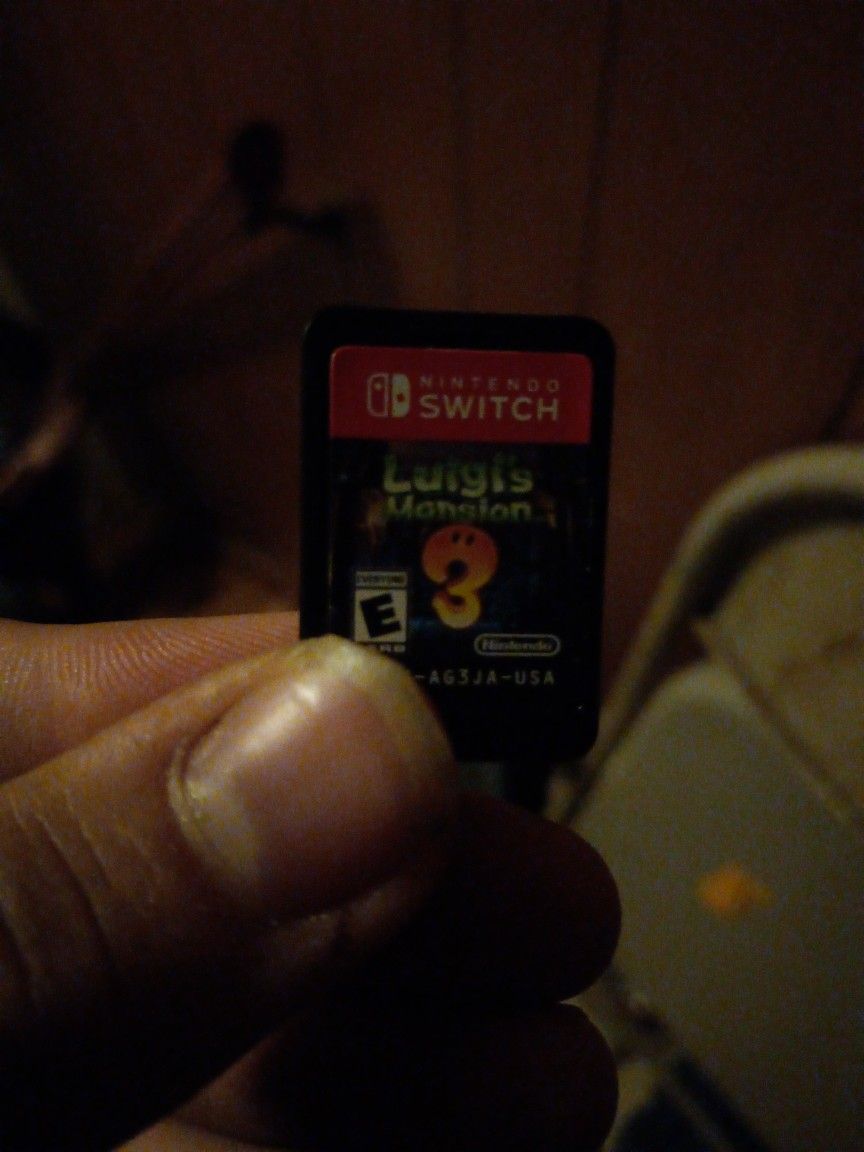 NINTENDO
SWITCH
Luigi's
Mansion
3
EVERYONE
E
Nintendo
-AG3JA-USA